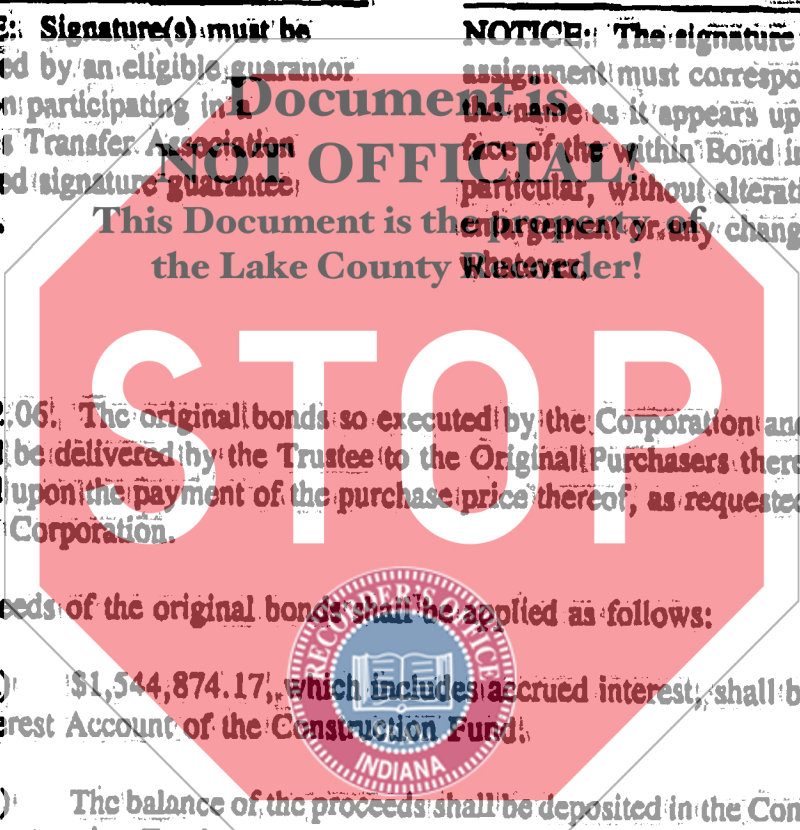 E: Signature(s) must be
ed by an eligible guarantor
n participating in a
s Transfer Association
ed signature guarantee
NOTICE: The signature
assignment must correspo
the name as it appears up
face of the within Bond in
particular, without alterati
enlargement or any chang
whatever.
Document is
NOT OFFICIAL!
This Document is the property of
the Lake County Recorder!
STOP
.06. The original bonds so executed by the Corporation and
be delivered by the Trustee to the Original Purchasers there
upon the payment of the purchase price thereof, as requested
Corporation.
eeds of the original bonds shall be applied as follows:
) $1,544,874.17, which includes accrued interest, shall b
erest Account of the Construction Fund.
RECORDER'S OFFICE
INDIANA
) The balance of the proceeds shall be deposited in the Con